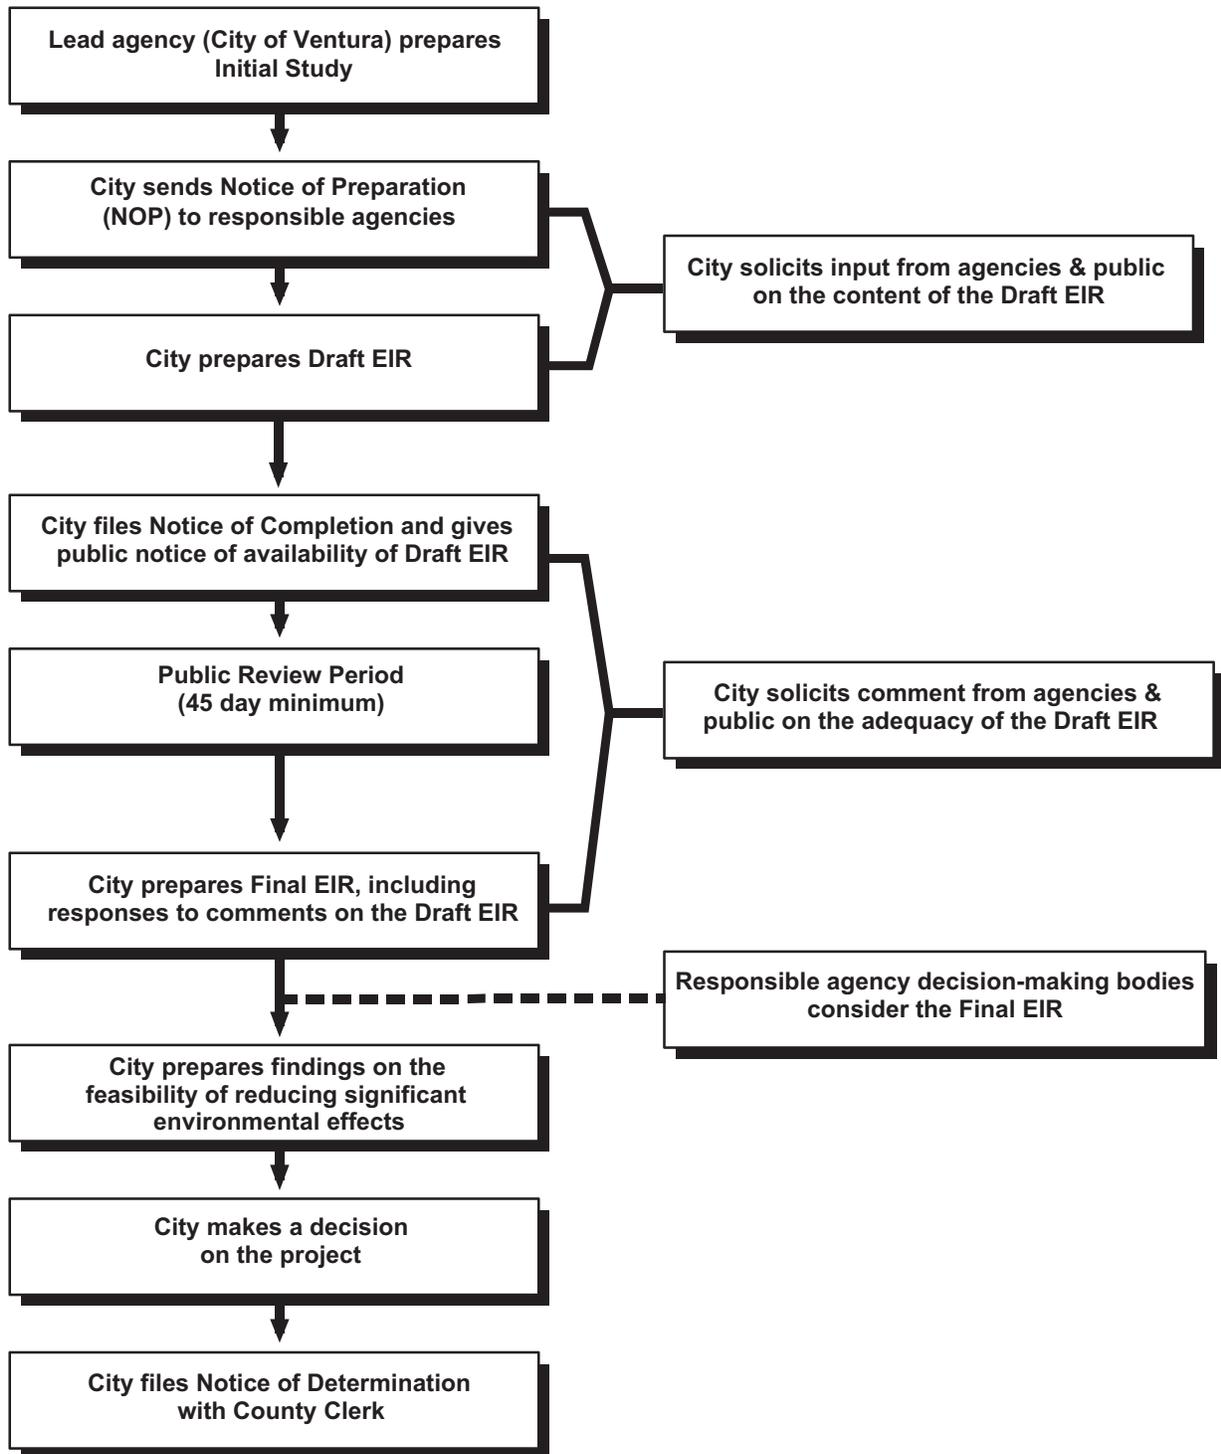 Lead agency (City of Ventura) prepares
Initial Study
City sends Notice of Preparation
(NOP) to responsible agencies
City solicits input from agencies & public
on the content of the Draft EIR
City prepares Draft EIR
City files Notice of Completion and gives
public notice of availability of Draft EIR
Public Review Period
(45 day minimum)
City solicits comment from agencies &
public on the adequacy of the Draft EIR
City prepares Final EIR, including
responses to comments on the Draft EIR
Responsible agency decision-making bodies
consider the Final EIR
City prepares findings on the
feasibility of reducing significant
environmental effects
City makes a decision
on the project
City files Notice of Determination
with County Clerk